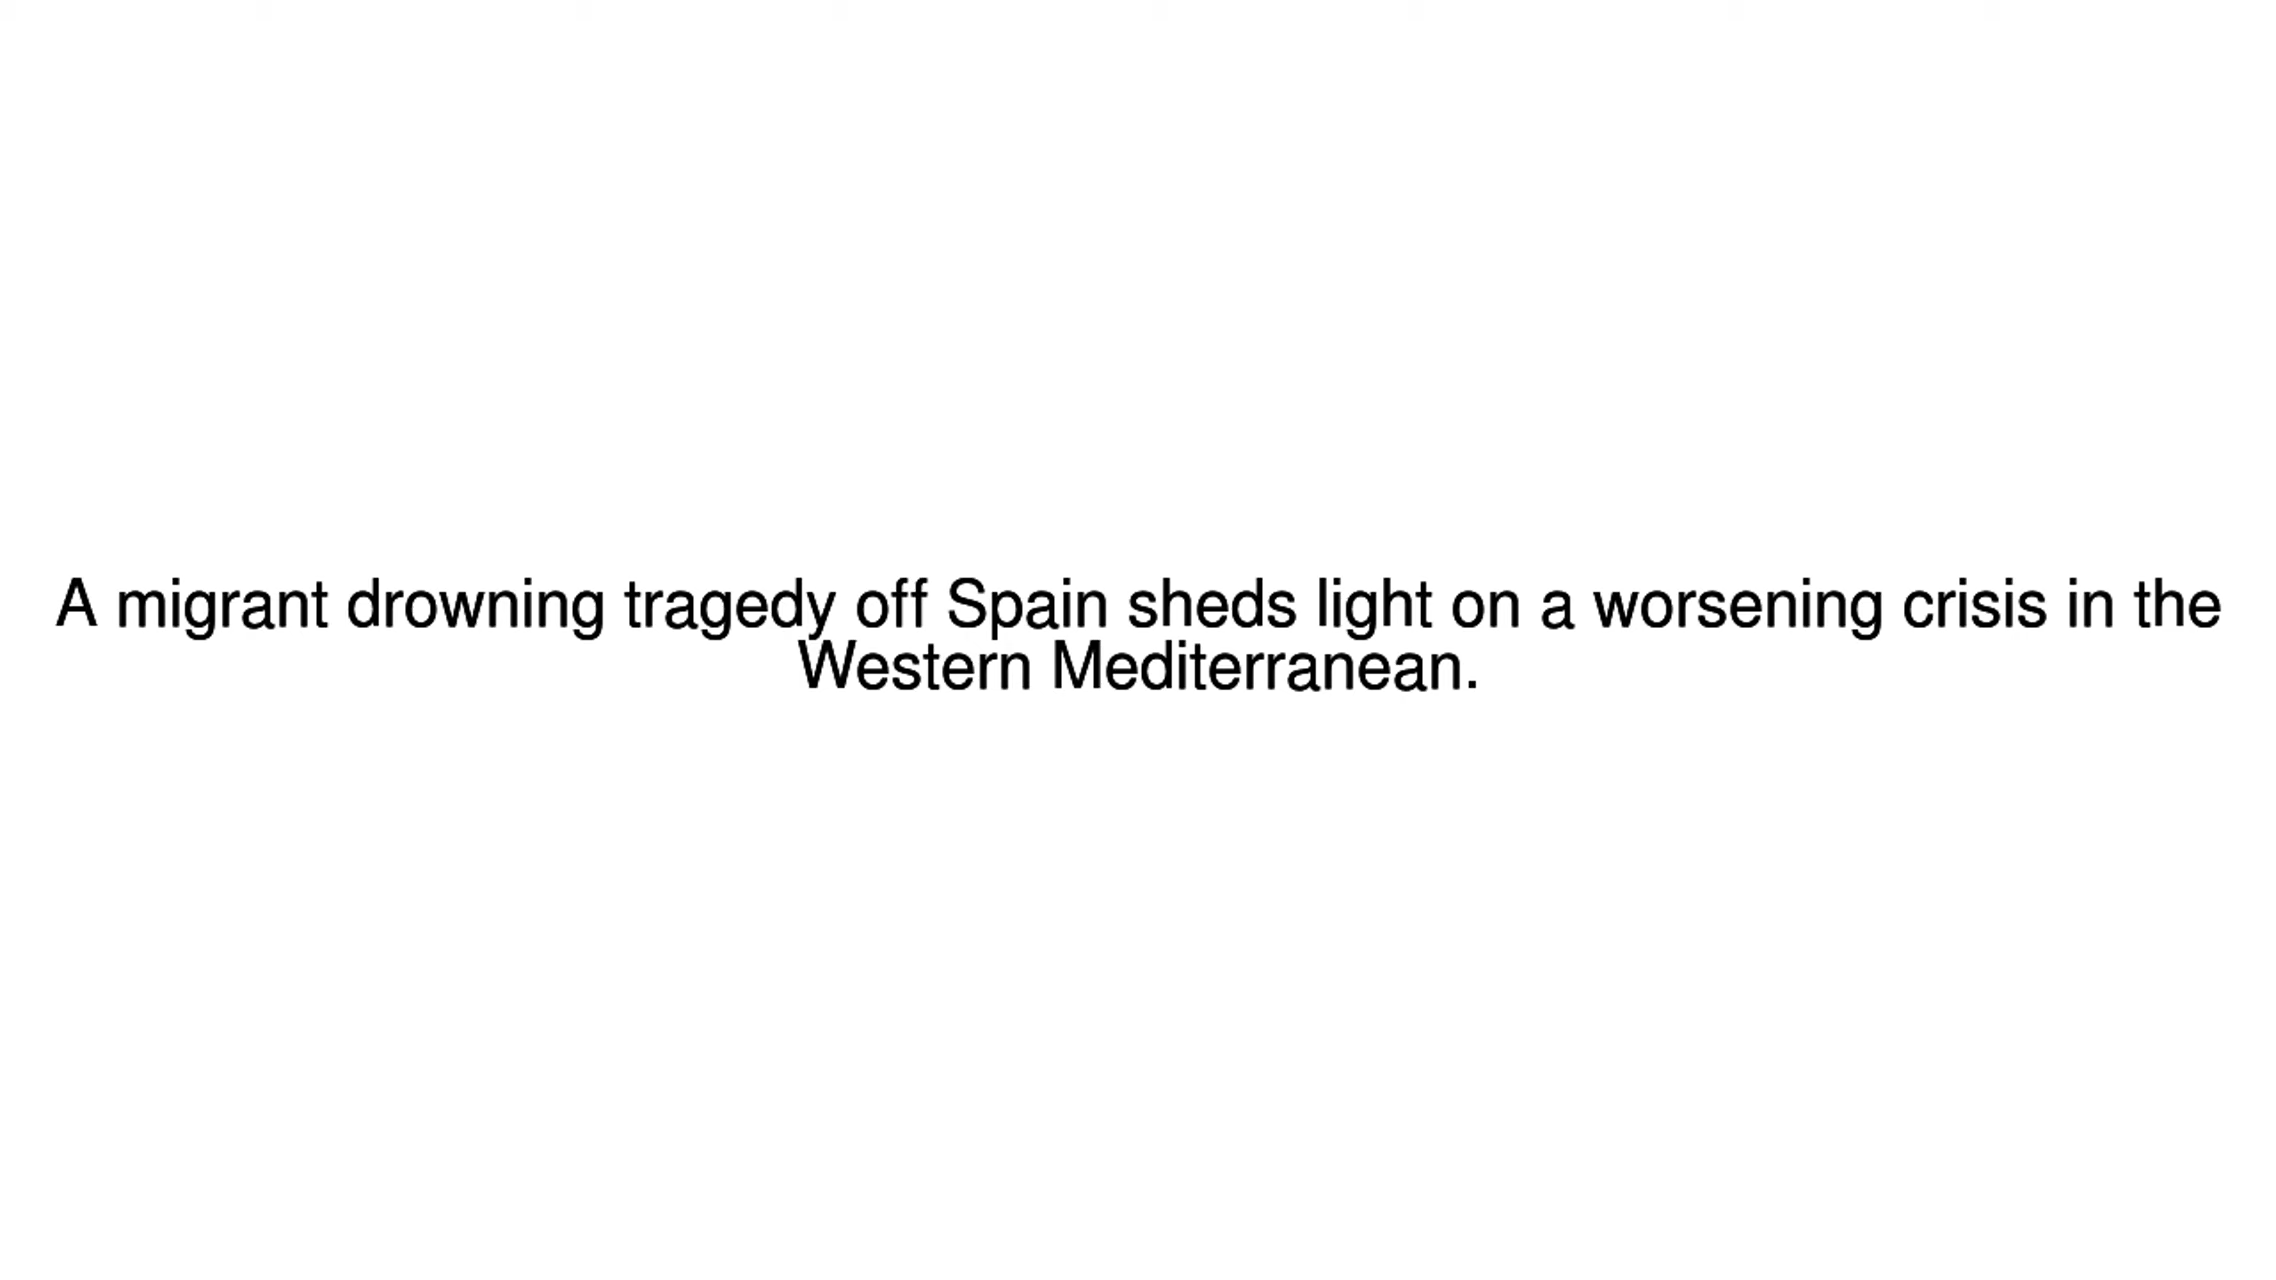 A migrant drowning tragedy off Spain sheds light on a worsening crisis in the
Western Mediterranean.